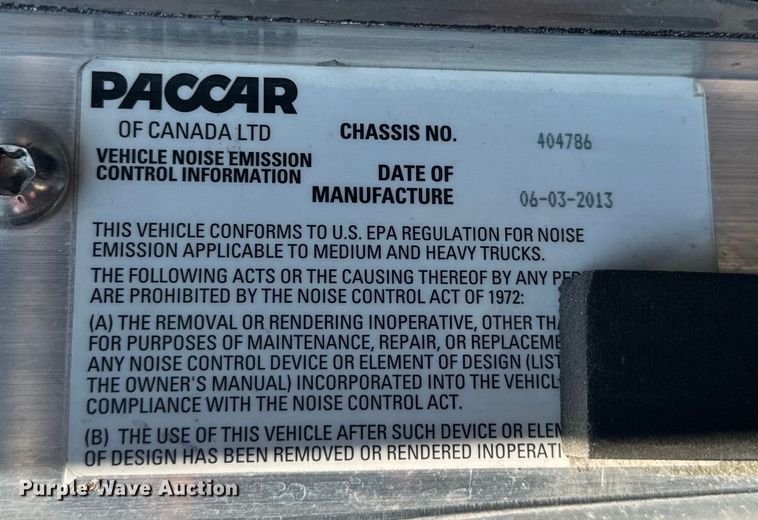 PACCAR
OF CANADA LTD
VEHICLE NOISE EMISSION
CONTROL INFORMATION
CHASSIS NO. 404786
DATE OF
MANUFACTURE 06-03-2013
THIS VEHICLE CONFORMS TO U.S. EPA REGULATION FOR NOISE
EMISSION APPLICABLE TO MEDIUM AND HEAVY TRUCKS.
THE FOLLOWING ACTS OR THE CAUSING THEREOF BY ANY
ARE PROHIBITED BY THE NOISE CONTROL ACT OF 1972:
(A) THE REMOVAL OR RENDERING INOPERATIVE, OTHER
FOR PURPOSES OF MAINTENANCE, REPAIR, OR
ANY NOISE CONTROL DEVICE OR ELEMENT OF DESIGN
THE OWNER'S MANUAL) INCORPORATED INTO THE
COMPLIANCE WITH THE NOISE CONTROL ACT.
(B) THE USE OF THIS VEHICLE AFTER SUCH DEVICE OR
OF DESIGN HAS BEEN REMOVED OR RENDERED
Purple Wave Auction